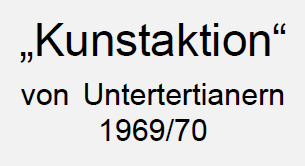 „Kunstaktion“
von Untertertianern
1969/70